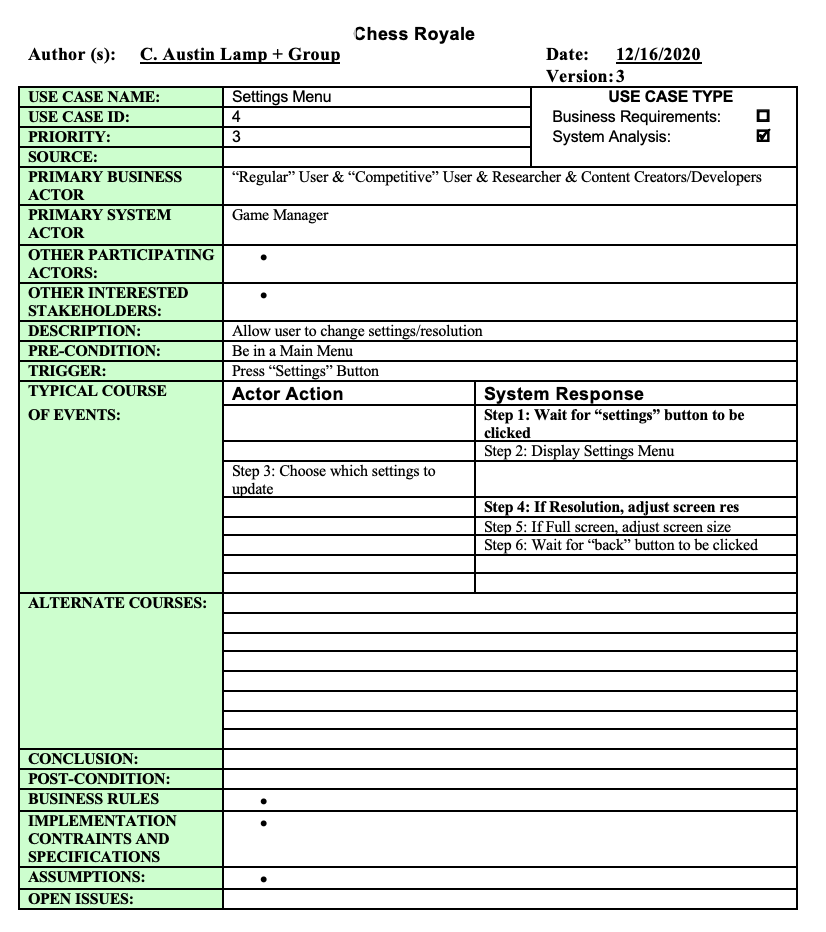 Chess Royale
Author (s): C. Austin Lamp + Group Date: 12/16/2020
Version: 3
USE CASE NAME: Settings Menu USE CASE TYPE
USE CASE ID: 4 Business Requirements: ☐
PRIORITY: 3 System Analysis: ☑
SOURCE:
PRIMARY BUSINESS “Regular” User & “Competitive” User & Researcher & Content Creators/Developers
ACTOR
PRIMARY SYSTEM Game Manager
ACTOR
OTHER PARTICIPATING •
ACTORS:
OTHER INTERESTED •
STAKEHOLDERS:
DESCRIPTION: Allow user to change settings/resolution
PRE-CONDITION: Be in a Main Menu
TRIGGER: Press “Settings” Button
TYPICAL COURSE Actor Action System Response
OF EVENTS: Step 1: Wait for “settings” button to be
clicked
Step 2: Display Settings Menu
Step 3: Choose which settings to
update
Step 4: If Resolution, adjust screen res
Step 5: If Full screen, adjust screen size
Step 6: Wait for “back” button to be clicked
ALTERNATE COURSES:
CONCLUSION:
POST-CONDITION:
BUSINESS RULES •
IMPLEMENTATION •
CONTRAINTS AND
SPECIFICATIONS
ASSUMPTIONS: •
OPEN ISSUES: